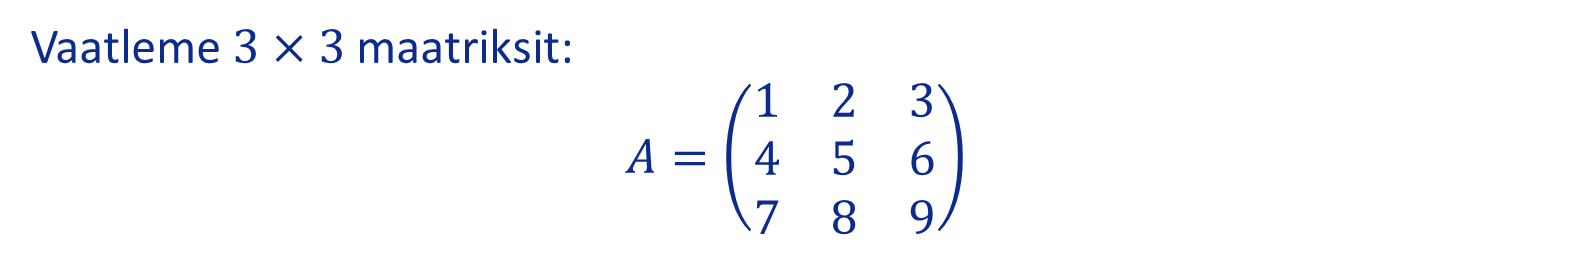 Vaatleme 3 × 3 maatriksit:
1 2 3
A = 4 5 6
7 8 9